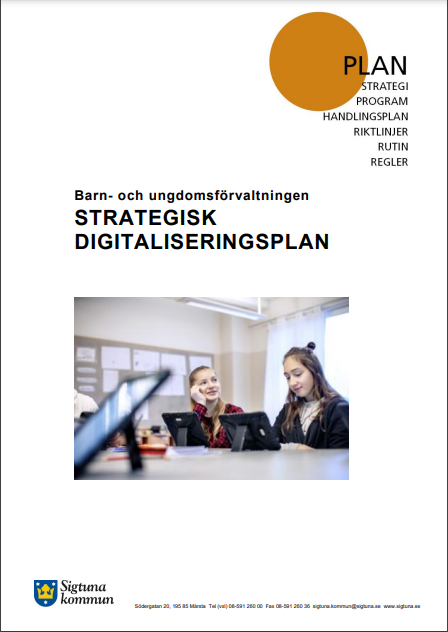 PLAN
STRATEGI
PROGRAM
HANDLINGSPLAN
RIKTLINJER
RUTIN
REGLER
Barn- och ungdomsförvaltningen
STRATEGISK
DIGITALISERINGSPLAN
Sigtuna
kommun
Södergatan 20, 195 85 Märsta Tel (vxl) 08-591 260 00 Fax 08-591 260 36 sigtuna.kommun@sigtuna.se www.sigtuna.se